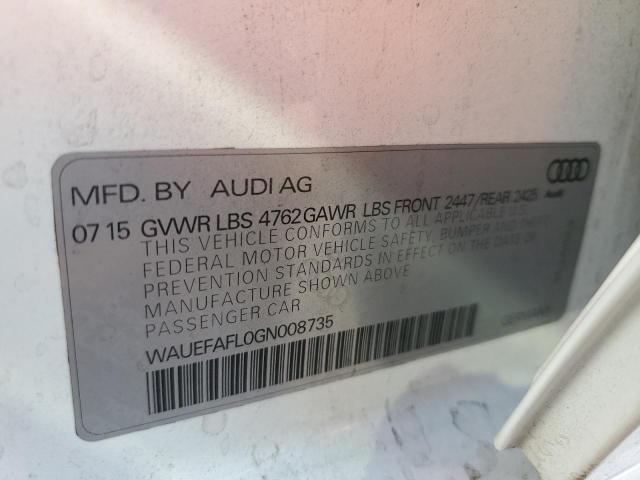 MFD. BY AUDI AG
Audi
07 15 GVWR LBS 4762 GAWR LBS FRONT 2447/REAR 2425
THIS VEHICLE CONFORMS TO ALL APPLICABLE U.S.
FEDERAL MOTOR VEHICLE SAFETY, BUMPER AND THEFT
PREVENTION STANDARDS IN EFFECT ON THE DATE OF
MANUFACTURE SHOWN ABOVE
PASSENGER CAR
WAUEFAFL0GN008735
GERMANY